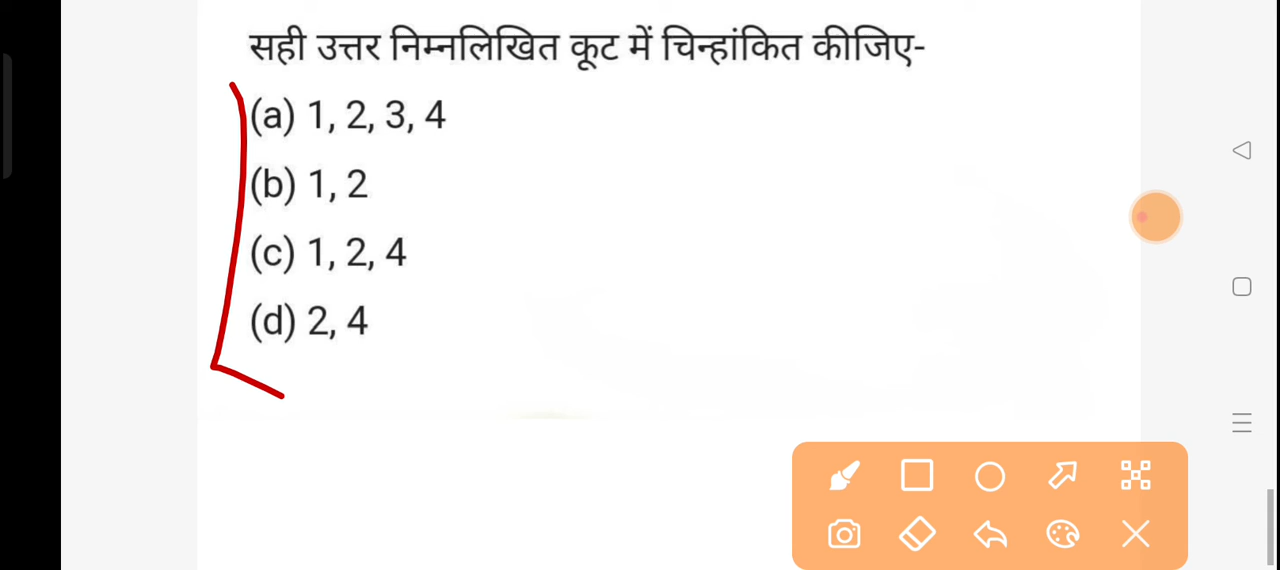 सही उत्तर निम्नलिखित कूट में चिन्हांकित कीजिए-
(a) 1, 2, 3, 4
(b) 1, 2
(c) 1, 2, 4
(d) 2, 4